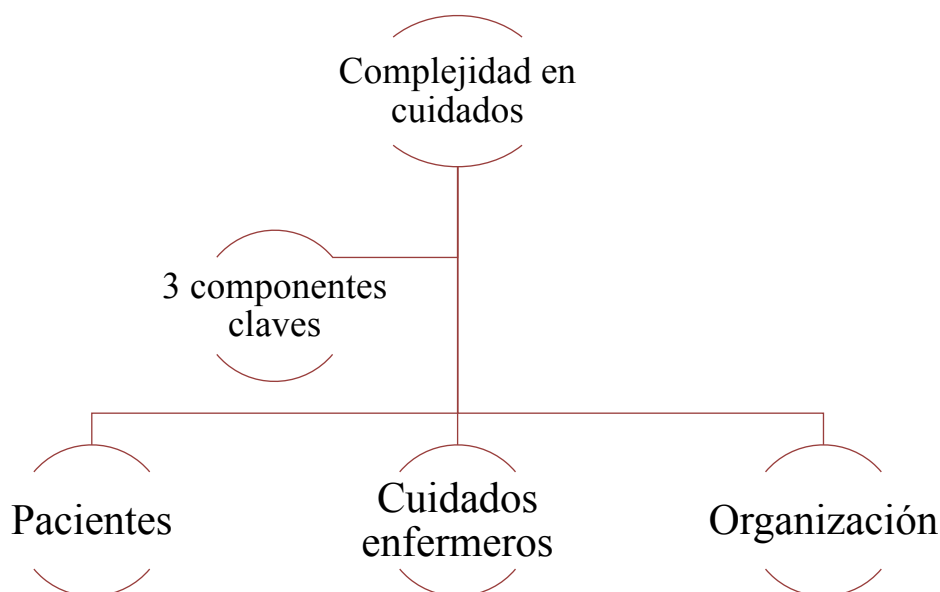 Complejidad en
cuidados
3 componentes
claves
Pacientes
Cuidados
enfermeros
Organización